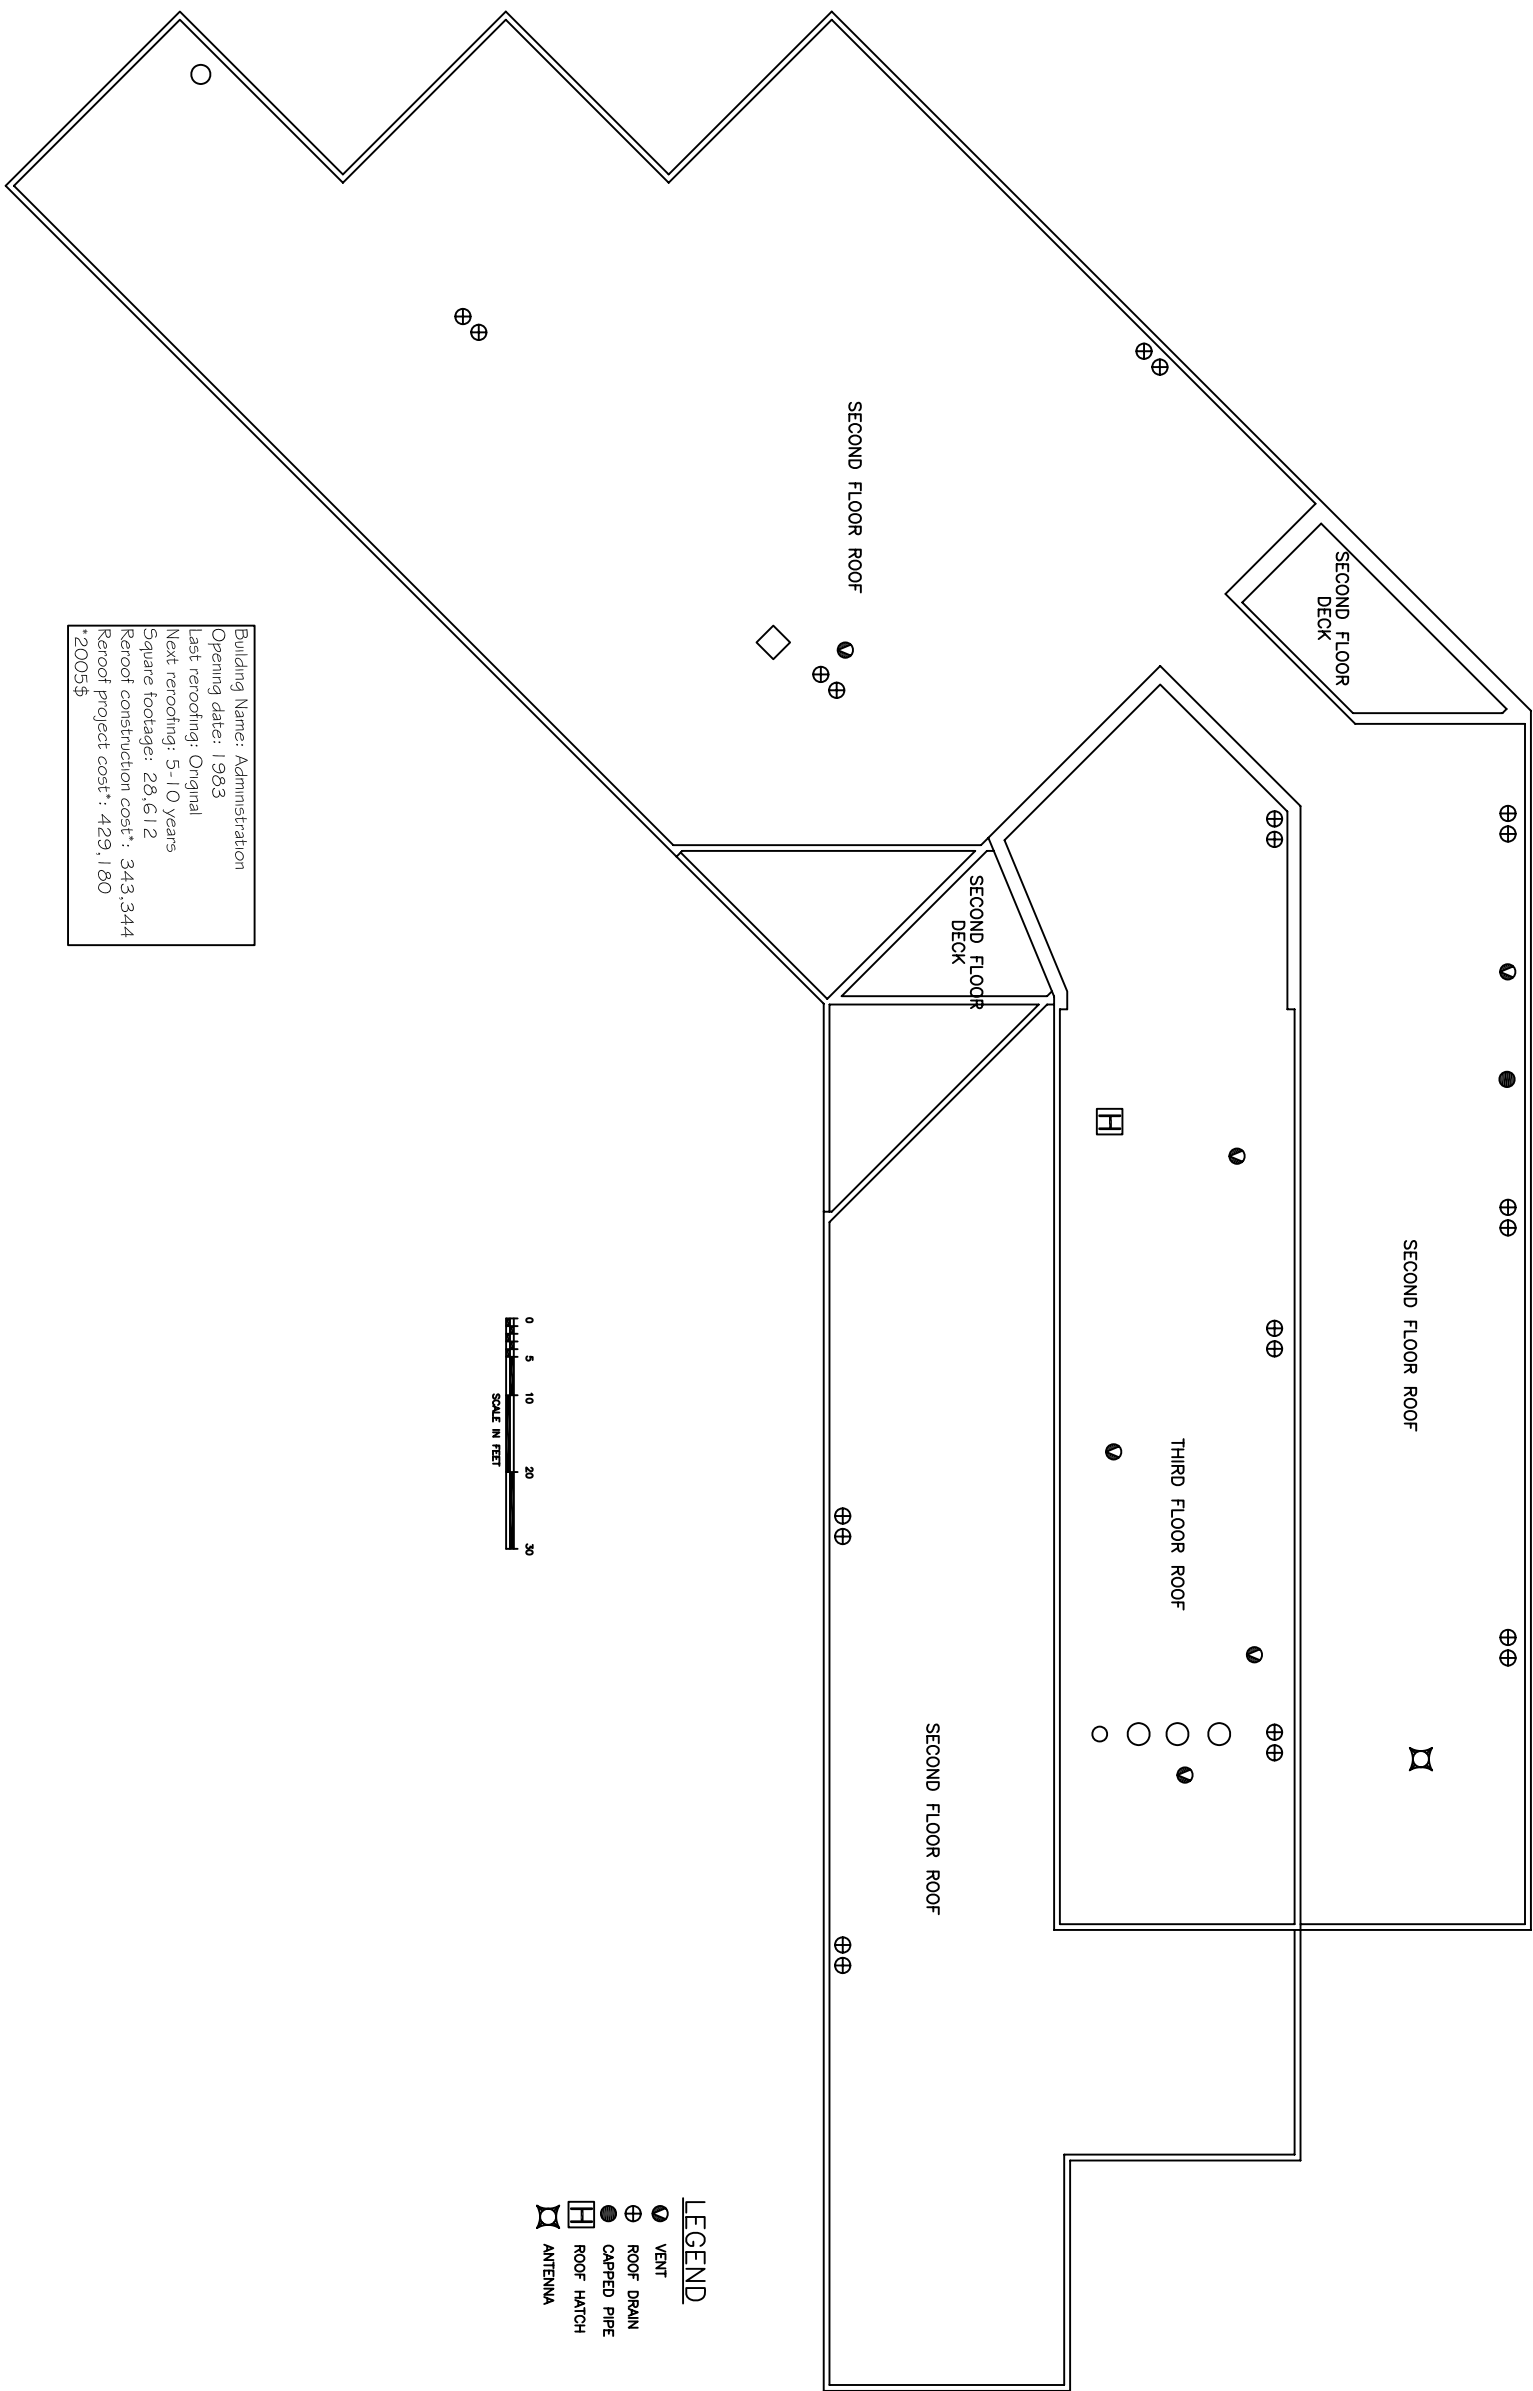 SECOND FLOOR
DECK
SECOND FLOOR ROOF
SECOND FLOOR ROOF
THIRD FLOOR ROOF
SECOND FLOOR
DECK
SECOND FLOOR ROOF
LEGEND
VENT
ROOF DRAIN
CAPPED PIPE
H ROOF HATCH
ANTENNA
H
0 5 10 20 30
SCALE IN FEET
Building Name: Administration
Opening date: 1983
Last reroofing: Original
Next reroofing: 5-10 years
Square footage: 28,612
Reroof construction cost*: 343,344
Reroof project cost*: 429,180
*2005$